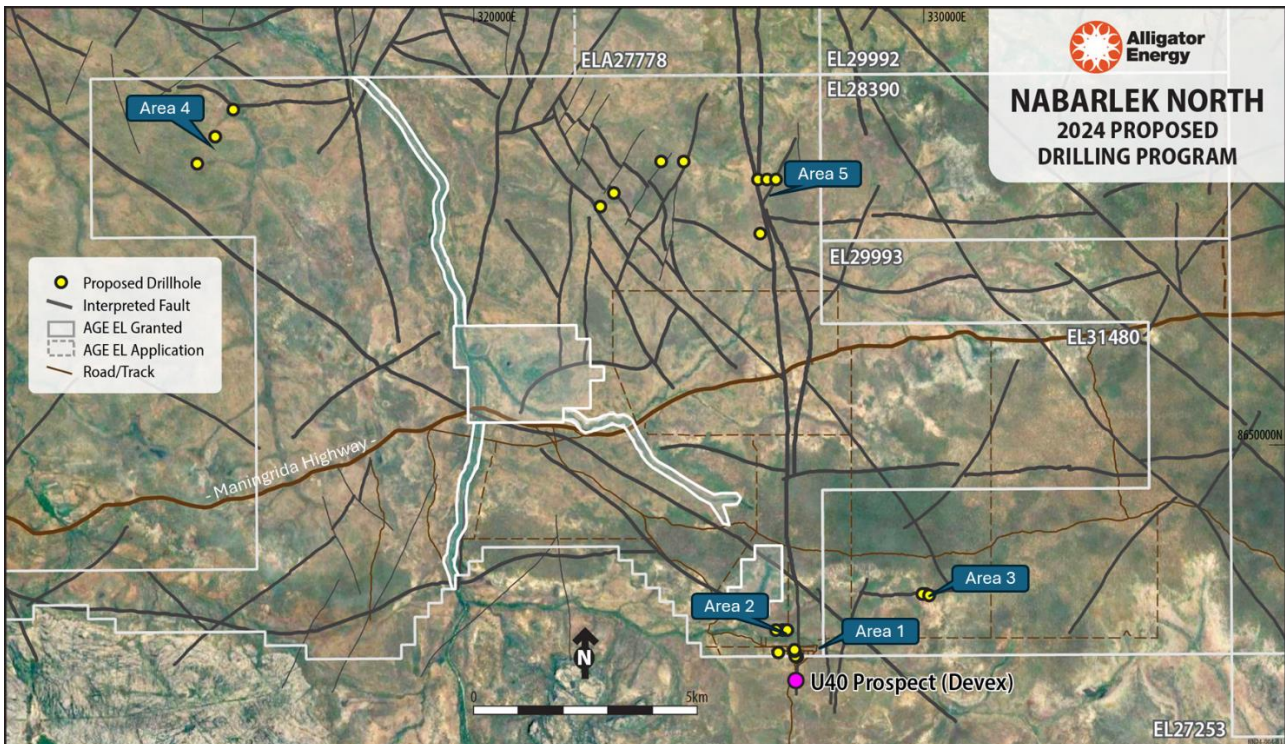 320000E
330000E
Alligator
Energy
NABARLEK NORTH
2024 PROPOSED
DRILLING PROGRAM
ELA27778
EL29992
EL28390
Area 4
Area 5
EL29993
Proposed Drillhole
Interpreted Fault
AGE EL Granted
AGE EL Application
Road/Track
EL31480
8650000N
- Maningrida Highway -
Area 3
Area 2
Area 1
N
U40 Prospect (Devex)
0
5km
EL27253